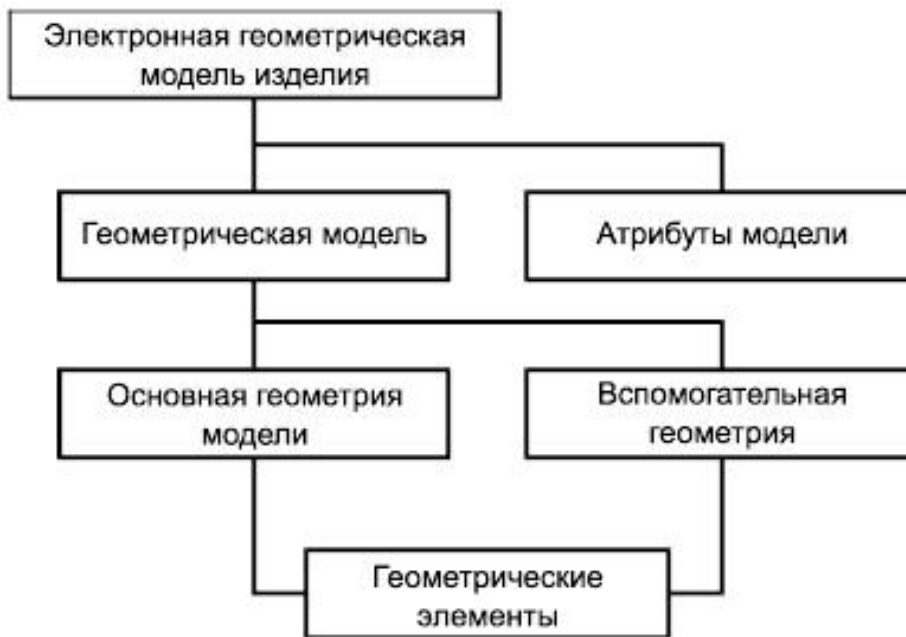 Электронная геометрическая
модель изделия
Геометрическая модель
Атрибуты модели
Основная геометрия
модели
Вспомогательная
геометрия
Геометрические
элементы